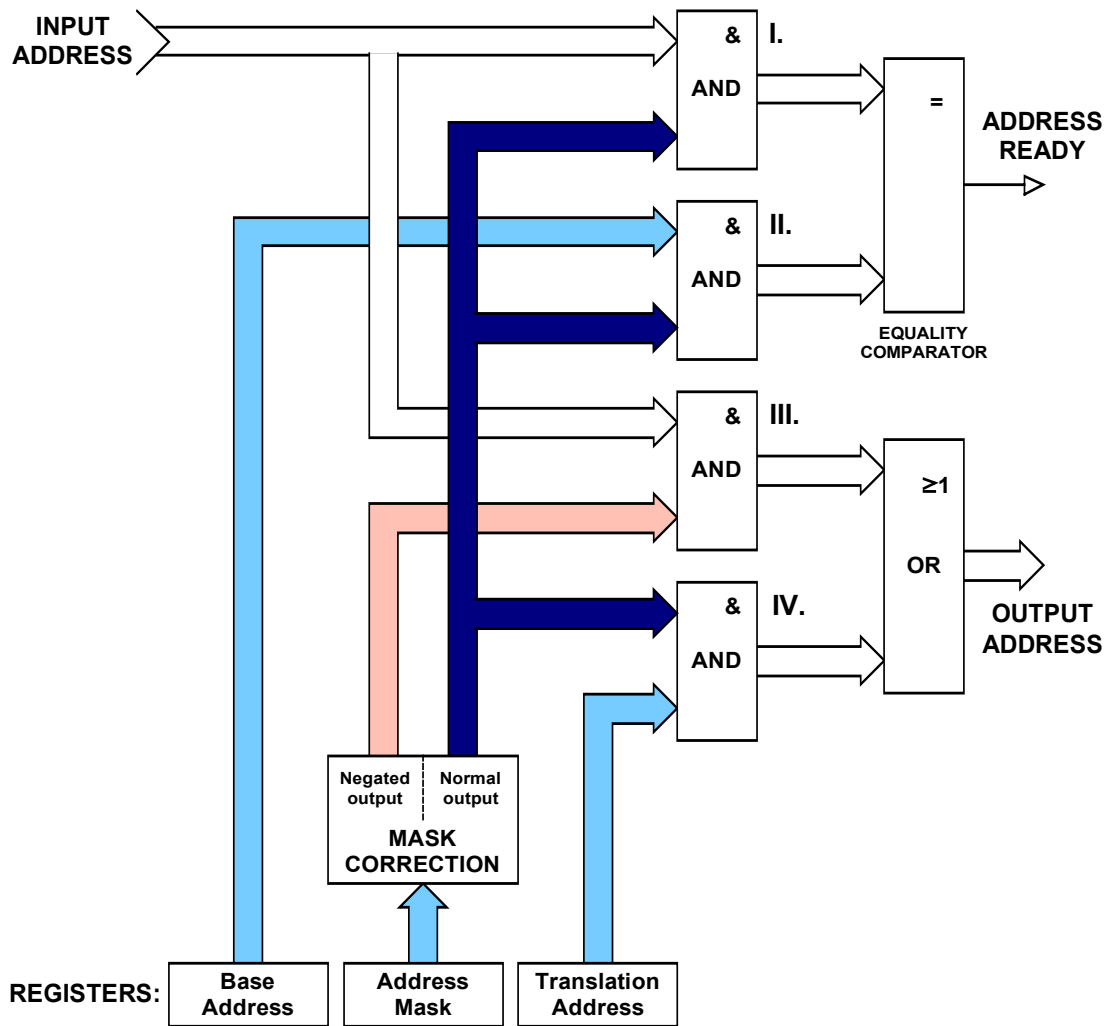 INPUT
ADDRESS
&
I.
AND
=
ADDRESS
READY
&
II.
AND
EQUALITY
COMPARATOR
&
III.
AND
≥1
OR
&
IV.
AND
OUTPUT
ADDRESS
Negated
output
Normal
output
MASK
CORRECTION
REGISTERS:
Base
Address
Address
Mask
Translation
Address